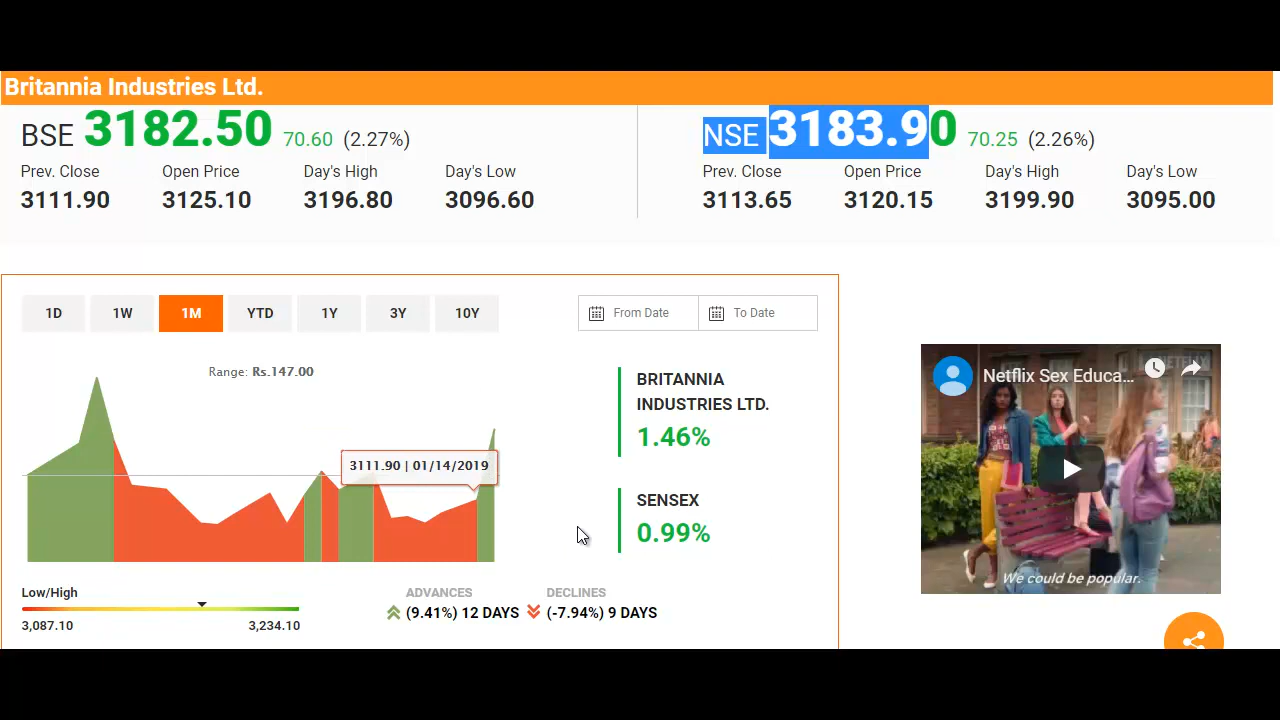 Britannia Industries Ltd.
BSE 3182.50 70.60 (2.27%)
Prev. Close Open Price Day's High Day's Low
3111.90 3125.10 3196.80 3096.60
NSE 3183.90 70.25 (2.26%)
Prev. Close Open Price Day's High Day's Low
3113.65 3120.15 3199.90 3095.00
1D 1W 1M YTD 1Y 3Y 10Y
From Date To Date
Range: Rs.147.00
3111.90 | 01/14/2019
BRITANNIA
INDUSTRIES LTD.
1.46%
SENSEX
0.99%
Low/High
3,087.10 3,234.10
ADVANCES DECLINES
(9.41%) 12 DAYS (-7.94%) 9 DAYS
Netflix Sex Educa...
We could be popular.